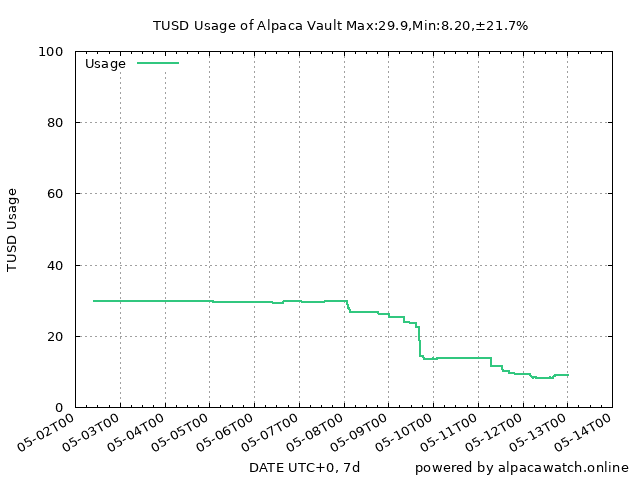 TUSD Usage of Alpaca Vault Max:29.9,Min:8.20,±21.7%
Usage
100
80
60
40
20
0
TUSD Usage
05-02T00
05-03T00
05-04T00
05-05T00
05-06T00
05-07T00
05-08T00
05-09T00
05-10T00
05-11T00
05-12T00
05-13T00
05-14T00
DATE UTC+0, 7d
powered by alpacawatch.online